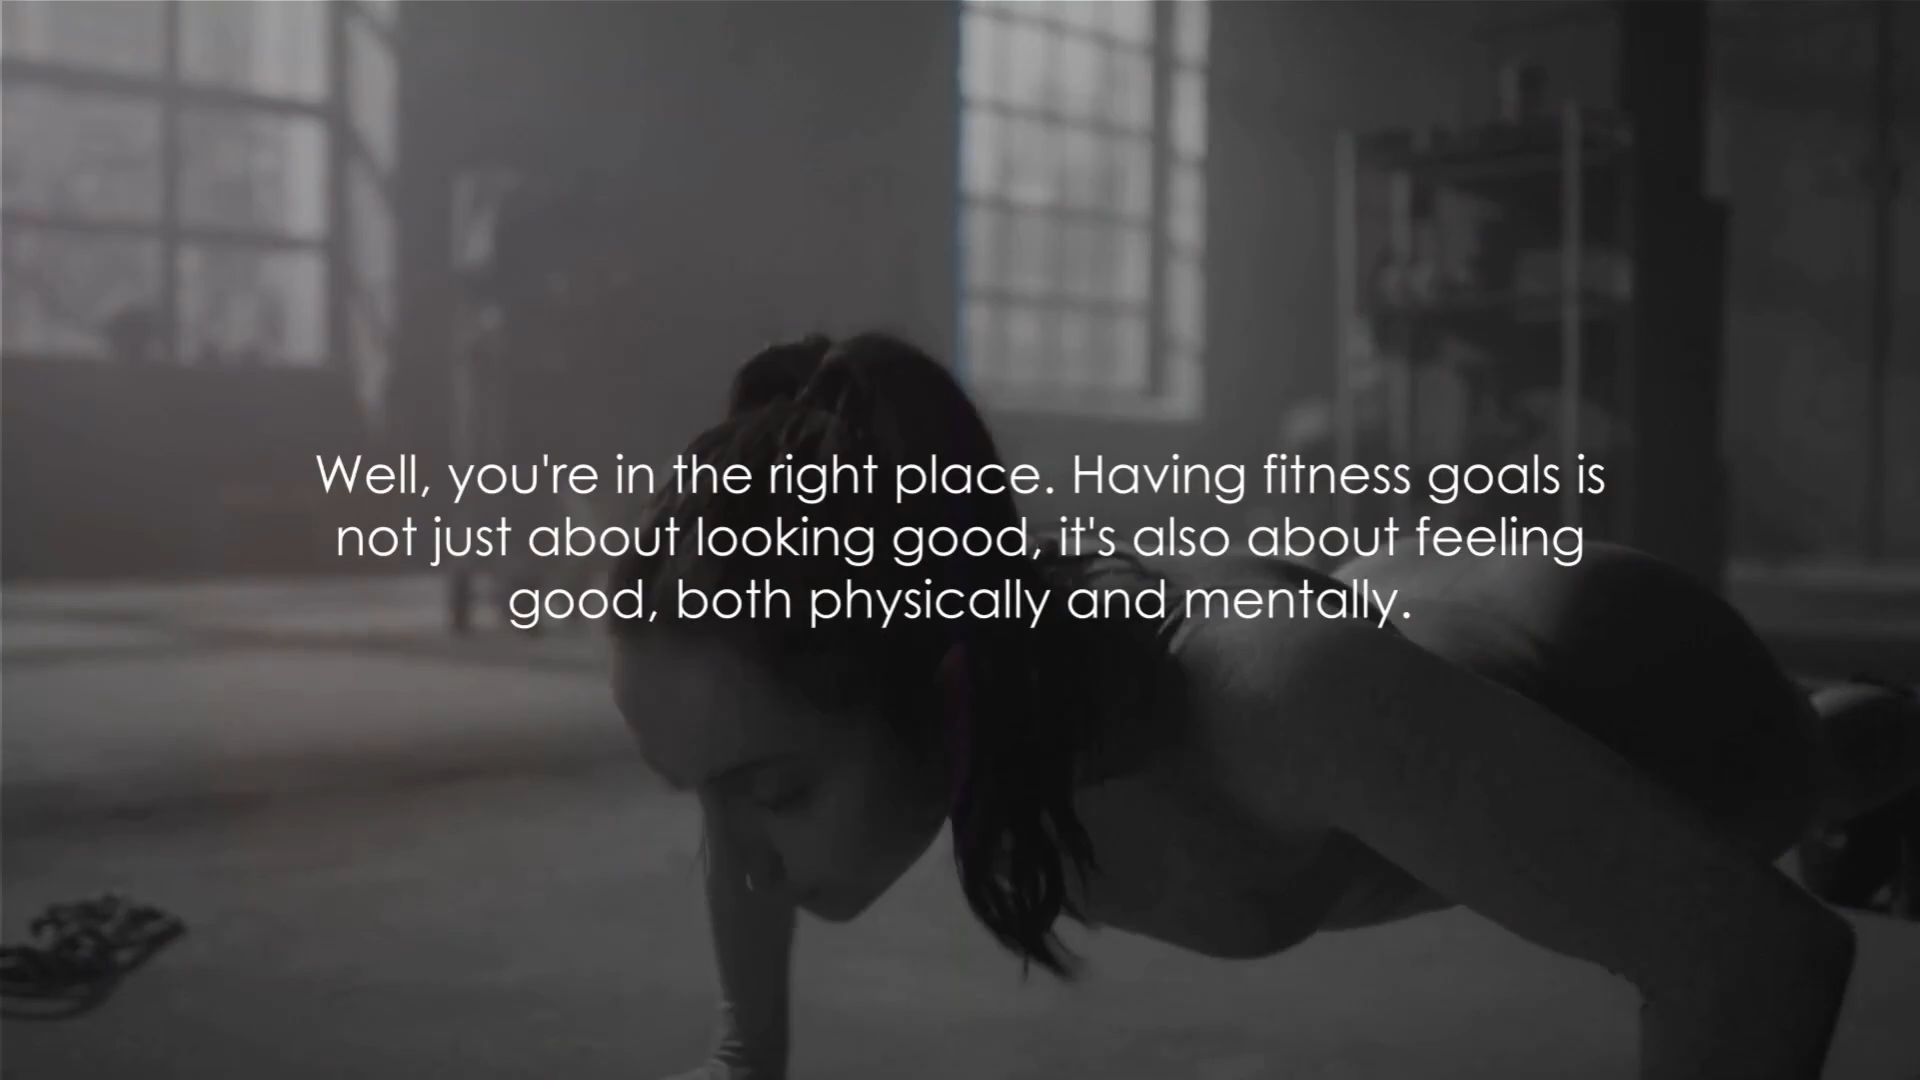 Well, you're in the right place. Having fitness goals is
not just about looking good, it's also about feeling
good, both physically and mentally.